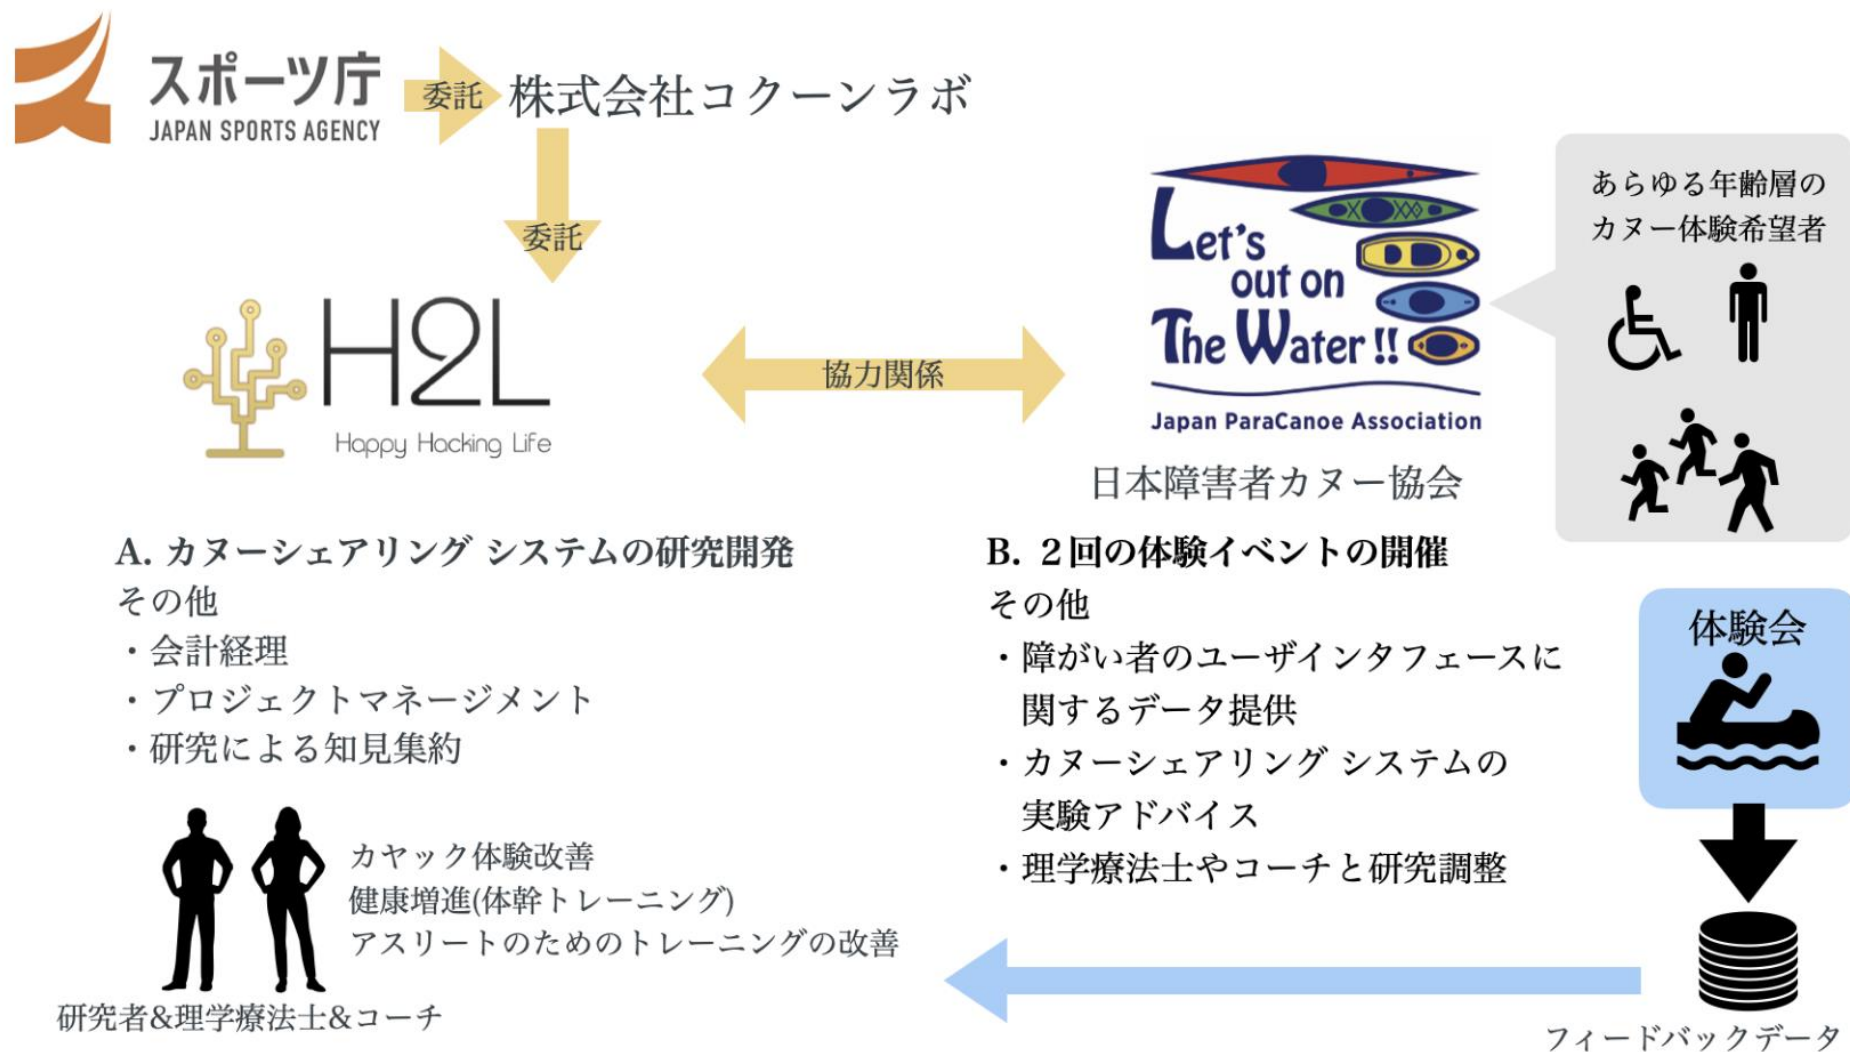 スポーツ庁
JAPAN SPORTS AGENCY
委託
株式会社コクーンラボ
委託
H2L
Happy Hacking Life
協力関係
Let's
out on
The Water !!
Japan ParaCanoe Association
日本障害者カヌー協会
あらゆる年齢層の
カヌー体験希望者
A. カヌーシェアリング システムの研究開発
その他
・会計経理
・プロジェクトマネージメント
・研究による知見集約
B. ２回の体験イベントの開催
その他
・障がい者のユーザインタフェースに
関するデータ提供
・カヌーシェアリング システムの
実験アドバイス
・理学療法士やコーチと研究調整
体験会
カヤック体験改善
健康増進(体幹トレーニング)
アスリートのためのトレーニングの改善
研究者&理学療法士&コーチ
フィードバックデータ